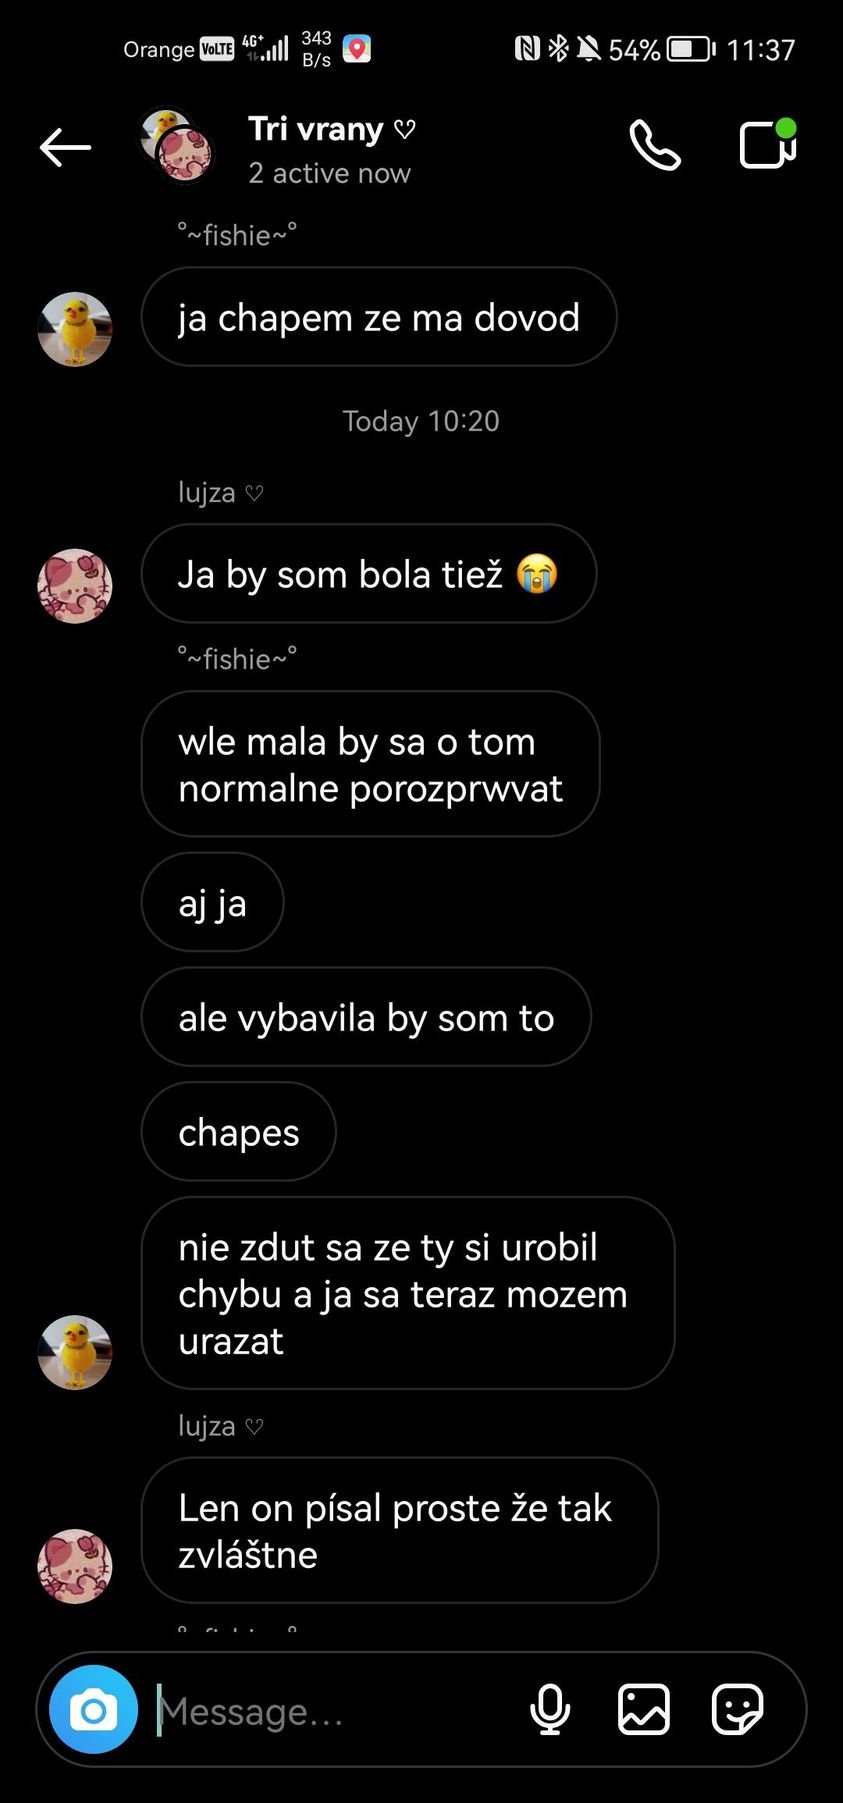 Orange VoLTE 4G+ 343 B/s 54% 11:37
Tri vrany ♡
2 active now
°~fishie~°
ja chapem ze ma dovod
Today 10:20
lujza ♡
Ja by som bola tiež 😭
°~fishie~°
wle mala by sa o tom
normalne porozprwvat
aj ja
ale vybavila by som to
chapes
nie zdut sa ze ty si urobil
chybu a ja sa teraz mozem
urazat
lujza ♡
Len on písal proste že tak
zvláštne
Message...